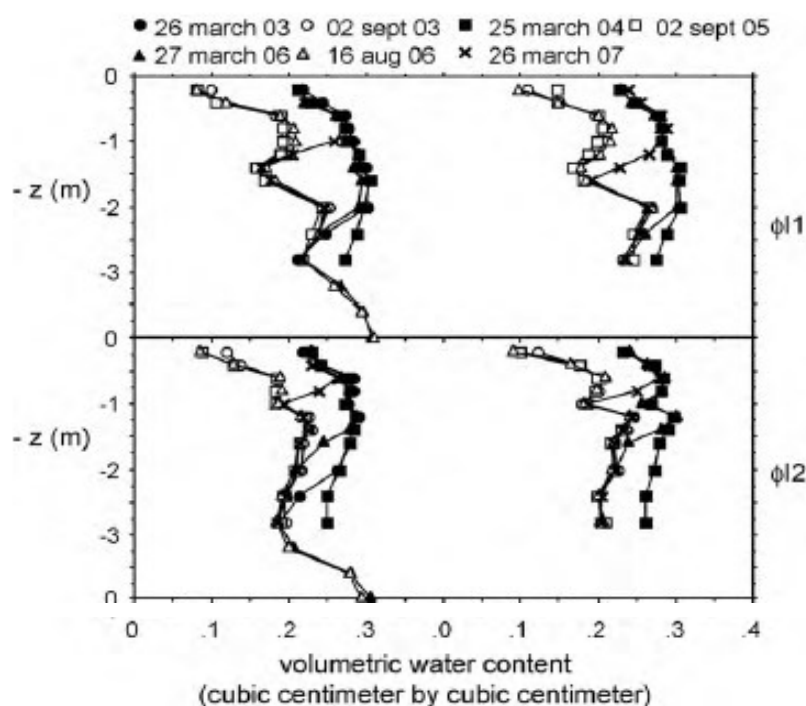 ● 26 march 03 ○ 02 sept 03 ■ 25 march 04 □ 02 sept 05
▲ 27 march 06 △ 16 aug 06 × 26 march 07
0
-1
- z (m)
-2
-3
ϕl1
0
-1
- z (m)
-2
-3
0
ϕl2
0 .1 .2 .3 0 .1 .2 .3 .4
volumetric water content
(cubic centimeter by cubic centimeter)